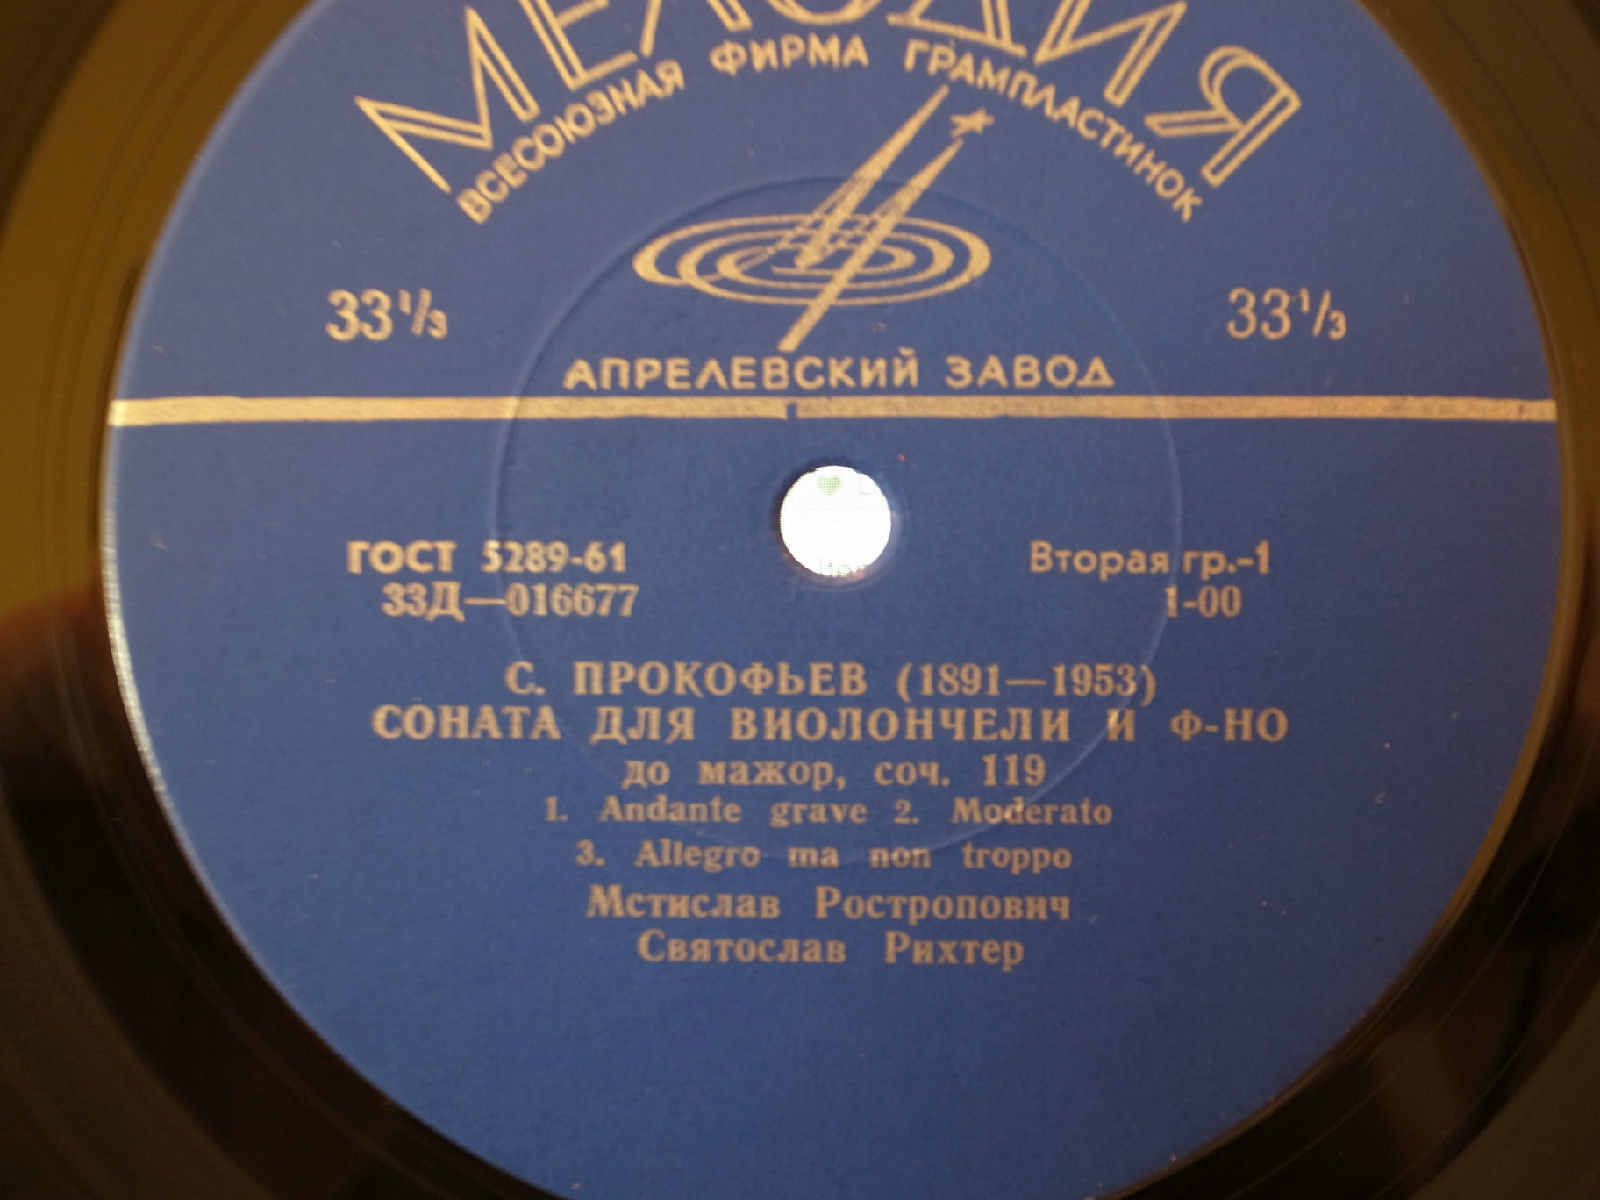 МЕЛОДИЯ
ВСЕСОЮЗНАЯ ФИРМА ГРАМПЛАСТИНОК
33⅓ 33⅓
АПРЕЛЕВСКИЙ ЗАВОД
ГОСТ 5289-61 Вторая гр.-1
33Д—016677 1-00
С. ПРОКОФЬЕВ (1891—1953)
СОНАТА ДЛЯ ВИОЛОНЧЕЛИ И Ф-НО
до мажор, соч. 119
1. Andante grave 2. Moderato
3. Allegro ma non troppo
Мстислав Ростропович
Святослав Рихтер